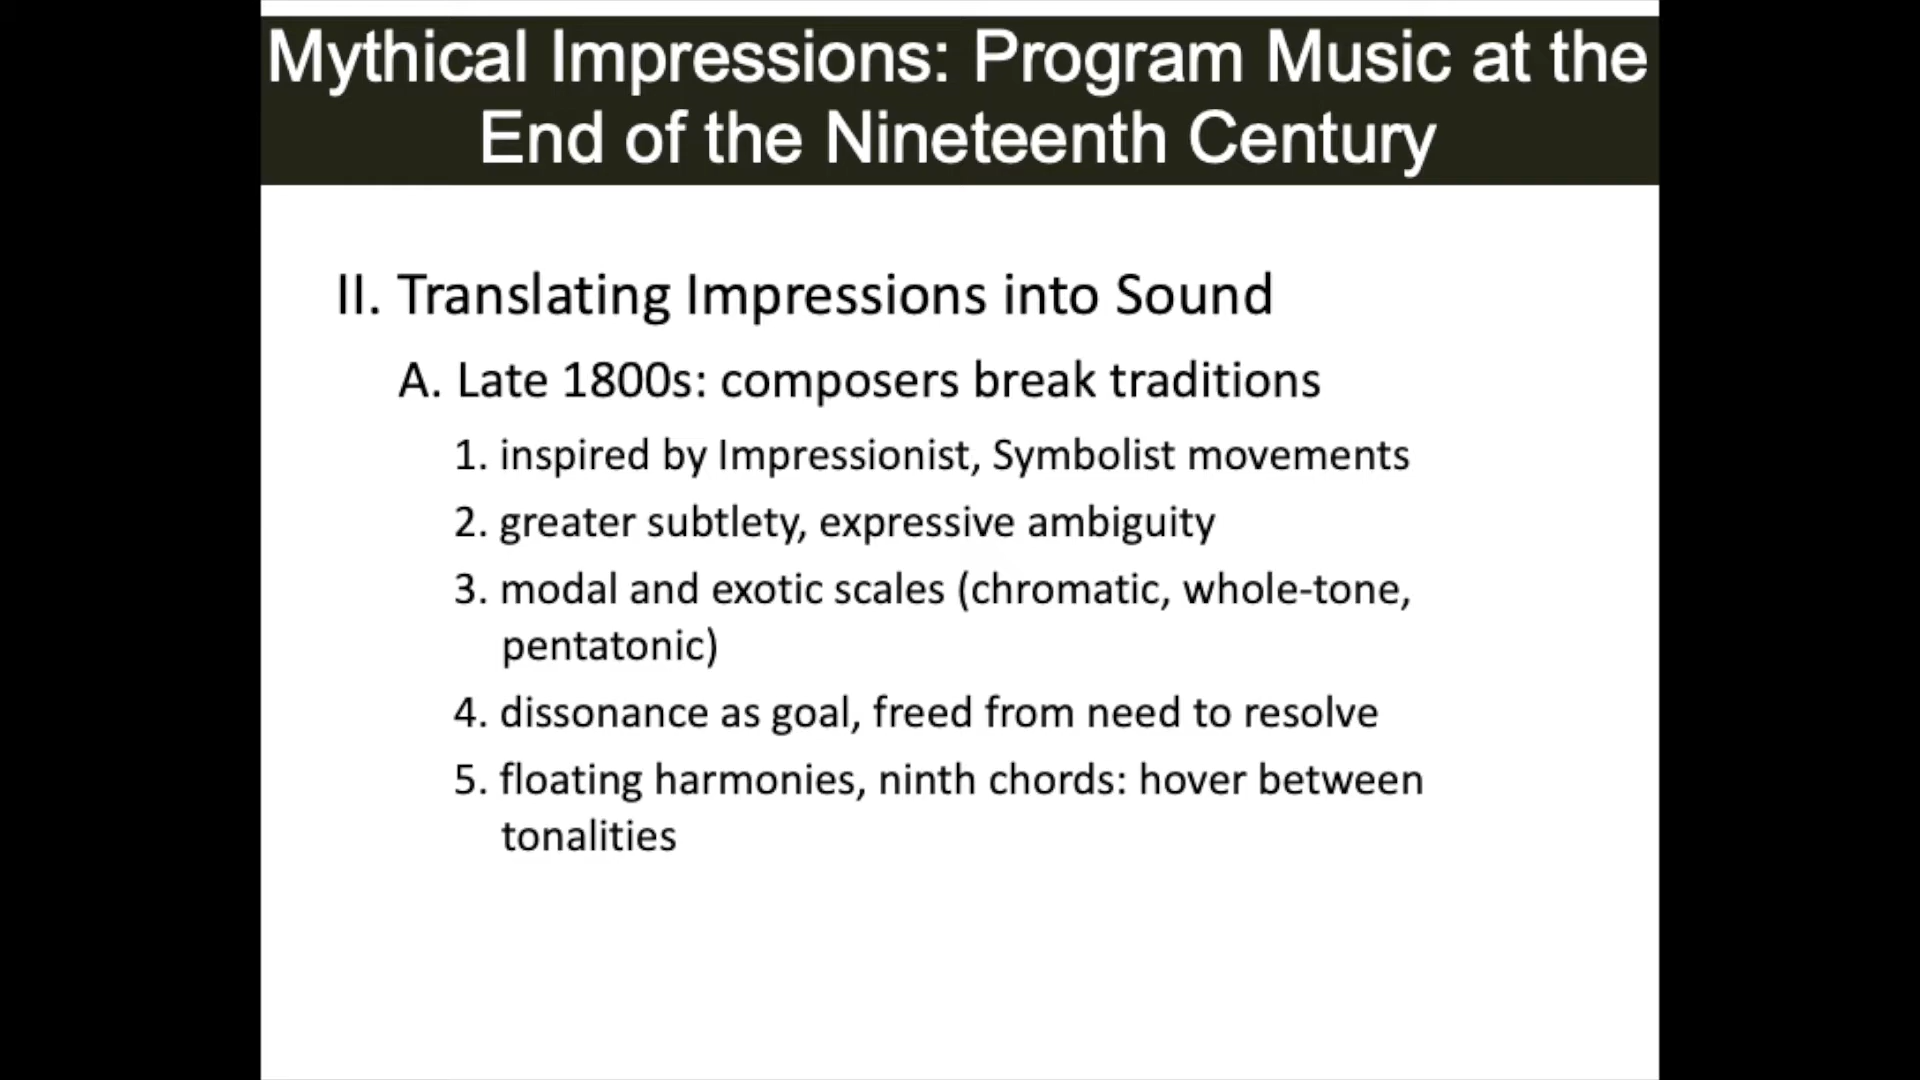 Mythical Impressions: Program Music at the
End of the Nineteenth Century
II. Translating Impressions into Sound
A. Late 1800s: composers break traditions
1. inspired by Impressionist, Symbolist movements
2. greater subtlety, expressive ambiguity
3. modal and exotic scales (chromatic, whole-tone,
pentatonic)
4. dissonance as goal, freed from need to resolve
5. floating harmonies, ninth chords: hover between
tonalities